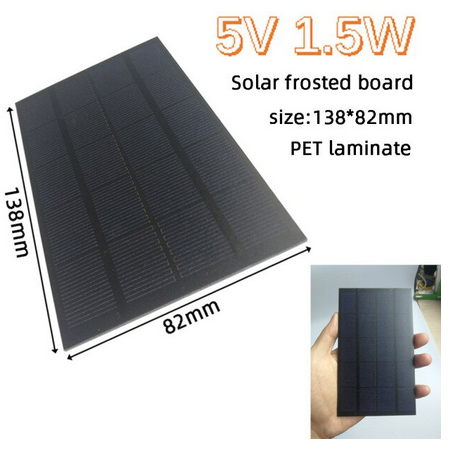 5V 1.5W
Solar frosted board
size:138*82mm
PET laminate
138mm
82mm